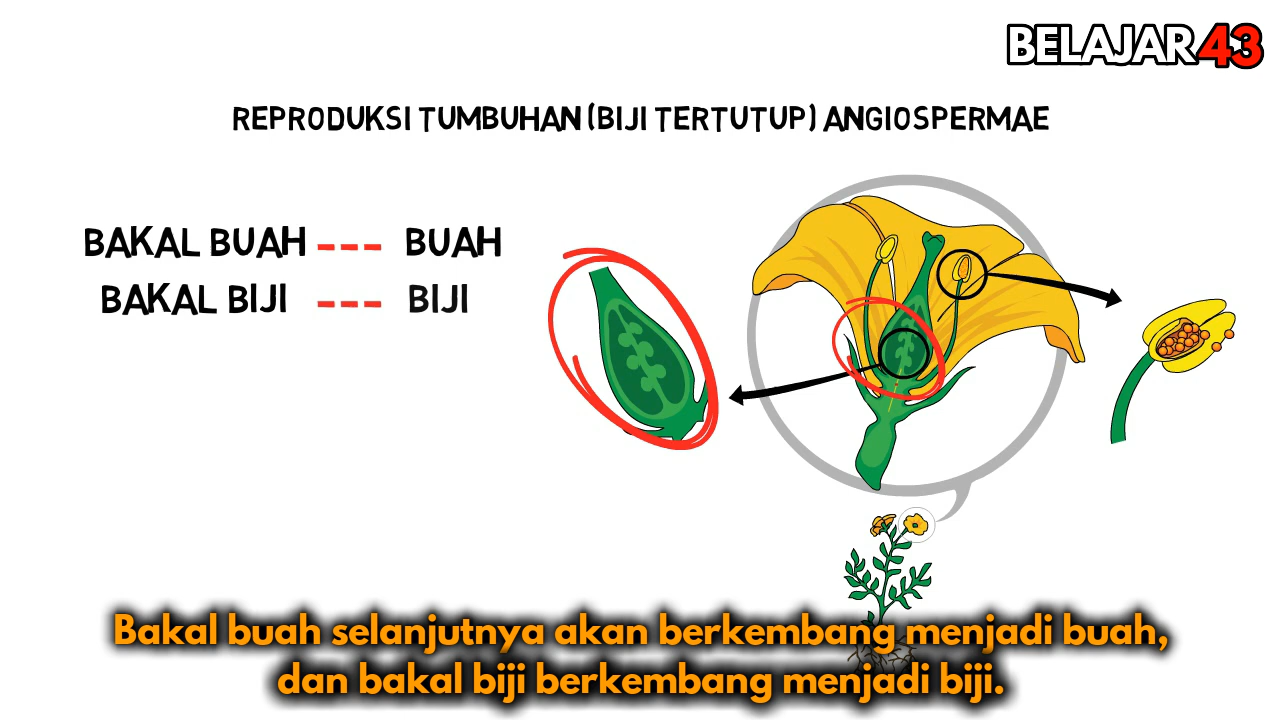 BELAJAR43
REPRODUKSI TUMBUHAN (BIJI TERTUTUP) ANGIOSPERMAE
BAKAL BUAH --- BUAH
BAKAL BIJI --- BIJI
Bakal buah selanjutnya akan berkembang menjadi buah,
dan bakal biji berkembang menjadi biji.